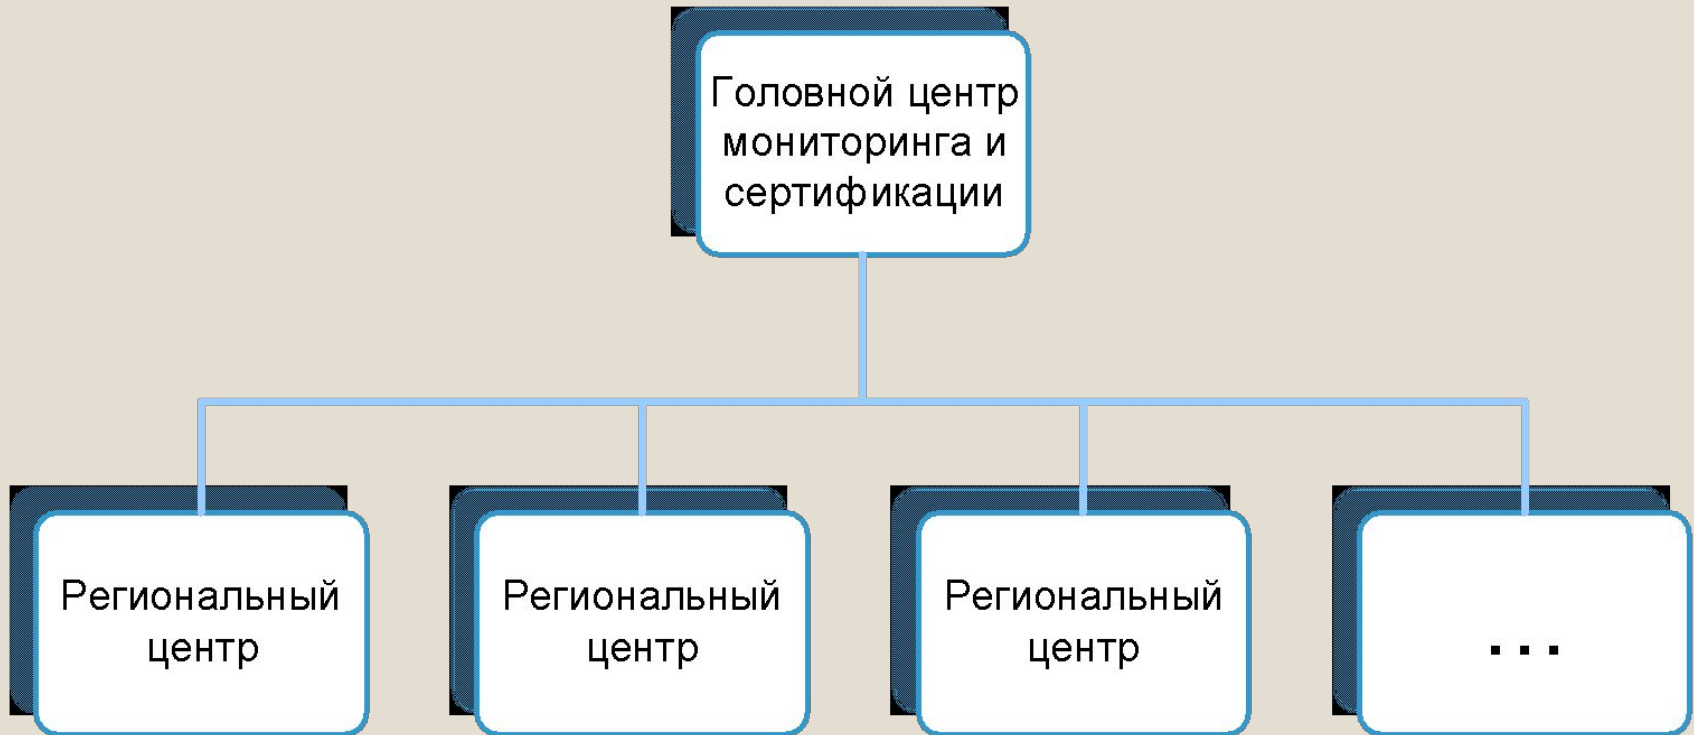 Головной центр
мониторинга и
сертификации
Региональный
центр
Региональный
центр
Региональный
центр
...